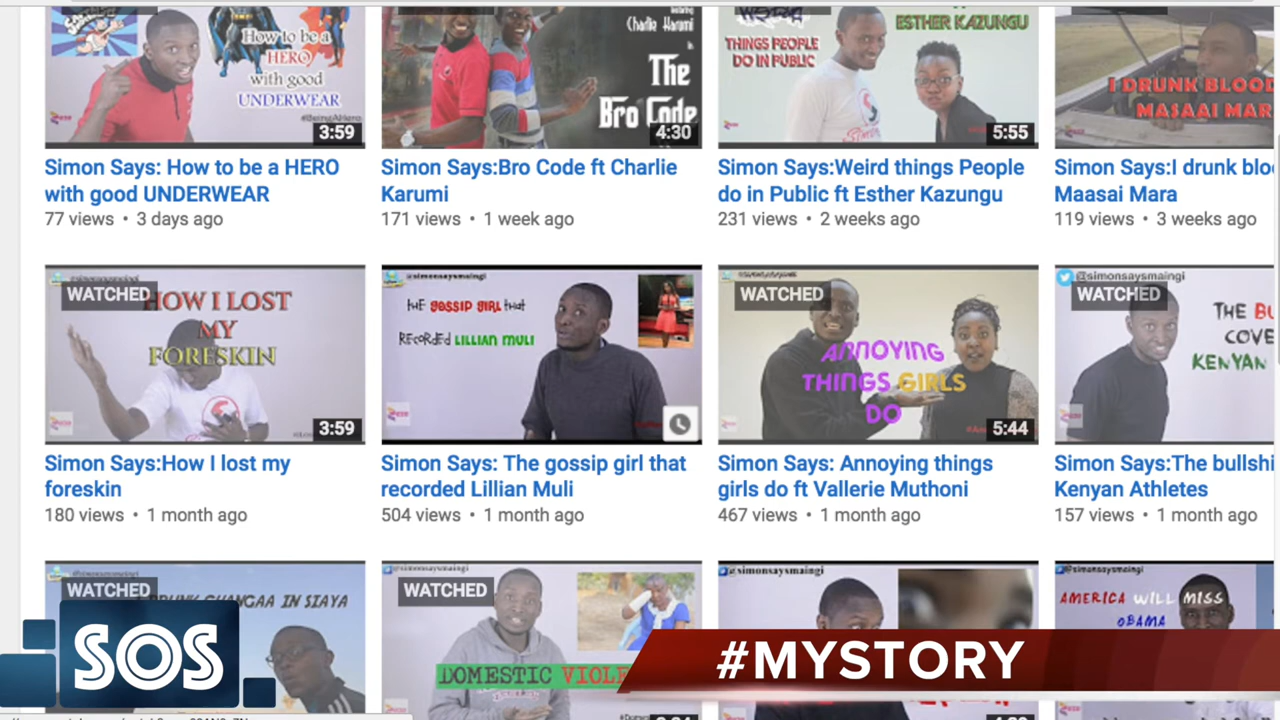 How to be a
HERO
with good
UNDERWEAR
#BeingAHero
3:59
Charlie Karumi
in
The
Bro Code
4:30
THINGS PEOPLE
DO IN PUBLIC
ESTHER KAZUNGU
5:55
I DRUNK BLOOD
MASAAI MAR
Simon Says: How to be a HERO
with good UNDERWEAR
77 views • 3 days ago
Simon Says:Bro Code ft Charlie
Karumi
171 views • 1 week ago
Simon Says:Weird things People
do in Public ft Esther Kazungu
231 views • 2 weeks ago
Simon Says:I drunk bloo
Maasai Mara
119 views • 3 weeks ago
WATCHED
HOW I LOST
MY
FORESKIN
3:59
@simonsaysmaingi
THE GOSSIP GIRL THAT
RECORDED LILLIAN MULI
WATCHED
ANNOYING
THINGS GIRLS
DO
5:44
@simonsaysmaingi
WATCHED
THE BU
COVE
KENYAN
Simon Says:How I lost my
foreskin
180 views • 1 month ago
Simon Says: The gossip girl that
recorded Lillian Muli
504 views • 1 month ago
Simon Says: Annoying things
girls do ft Vallerie Muthoni
467 views • 1 month ago
Simon Says:The bullshi
Kenyan Athletes
157 views • 1 month ago
WATCHED
CHANGAA IN SIAYA
WATCHED
@simonsaysmaingi
DOMESTIC VIOLE
@simonsaysmaingi
@simonsaysmaingi
AMERICA WILL MISS
OBAMA
SOS
#MYSTORY